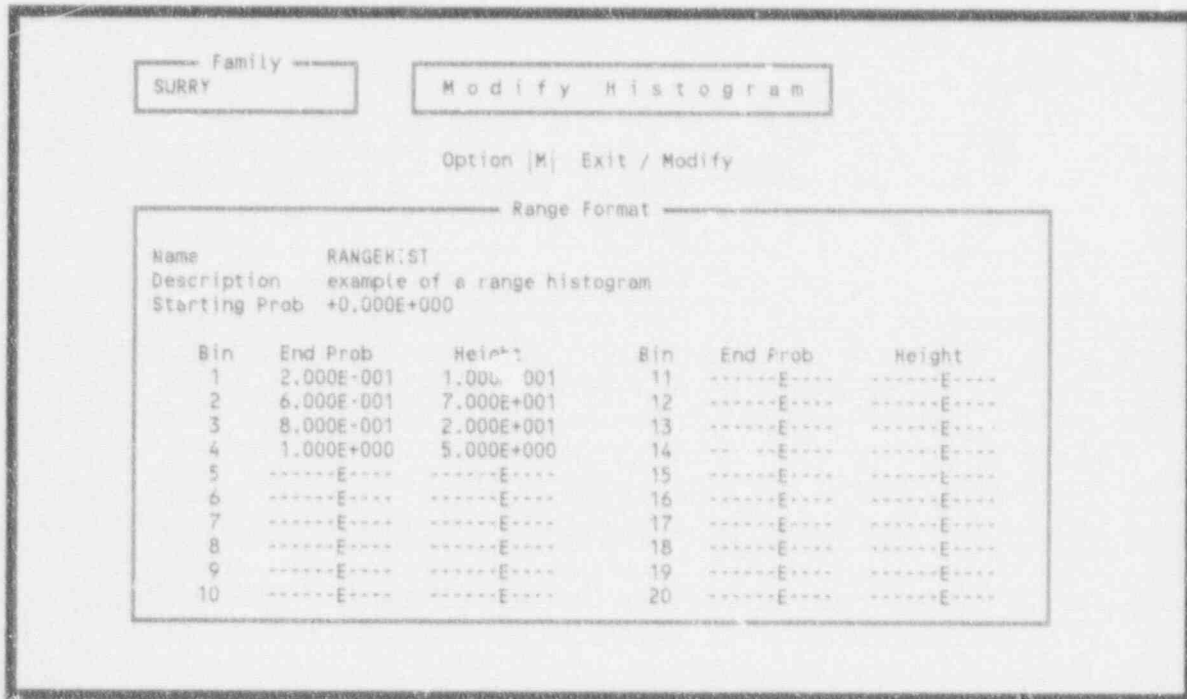 Family
SURRY
Modify Histogram
Option |M| Exit / Modify
Range Format
Name RANGEHIST
Description example of a range histogram
Starting Prob +0.000E+000
Bin End Prob Height Bin End Prob Height
1 2.000E-001 11 ------E---- ------E----
2 6.000E-001 7.000E+001 12 ------E---- ------E----
3 8.000E-001 2.000E+001 13 ------E---- ------E----
4 1.000E+000 5.000E+000 14 ------E----
5 ------E---- ------E---- 15 ------E----
6 ------E---- ------E---- 16 ------E---- ------E----
7 ------E---- ------E---- 17 ------E---- ------E----
8 ------E---- ------E---- 18 ------E---- ------E----
9 ------E---- ------E---- 19 ------E---- ------E----
10 ------E---- ------E---- 20 ------E---- ------E----